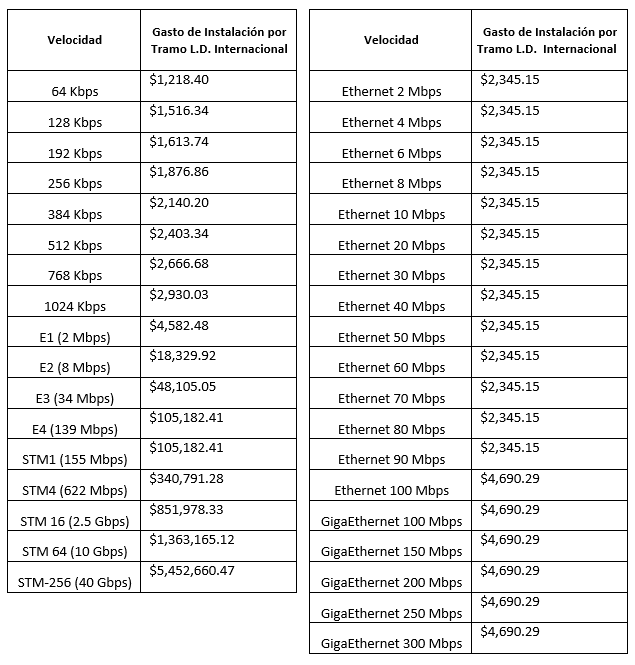 Velocidad
Gasto de Instalación por
Tramo L.D. Internacional
64 Kbps $1,218.40
128 Kbps $1,516.34
192 Kbps $1,613.74
256 Kbps $1,876.86
384 Kbps $2,140.20
512 Kbps $2,403.34
768 Kbps $2,666.68
1024 Kbps $2,930.03
E1 (2 Mbps) $4,582.48
E2 (8 Mbps) $18,329.92
E3 (34 Mbps) $48,105.05
E4 (139 Mbps) $105,182.41
STM1 (155 Mbps) $105,182.41
STM4 (622 Mbps) $340,791.28
STM 16 (2.5 Gbps) $851,978.33
STM 64 (10 Gbps) $1,363,165.12
STM-256 (40 Gbps) $5,452,660.47
Velocidad
Gasto de Instalación por
Tramo L.D. Internacional
Ethernet 2 Mbps $2,345.15
Ethernet 4 Mbps $2,345.15
Ethernet 6 Mbps $2,345.15
Ethernet 8 Mbps $2,345.15
Ethernet 10 Mbps $2,345.15
Ethernet 20 Mbps $2,345.15
Ethernet 30 Mbps $2,345.15
Ethernet 40 Mbps $2,345.15
Ethernet 50 Mbps $2,345.15
Ethernet 60 Mbps $2,345.15
Ethernet 70 Mbps $2,345.15
Ethernet 80 Mbps $2,345.15
Ethernet 90 Mbps $2,345.15
Ethernet 100 Mbps $4,690.29
GigaEthernet 100 Mbps $4,690.29
GigaEthernet 150 Mbps $4,690.29
GigaEthernet 200 Mbps $4,690.29
GigaEthernet 250 Mbps $4,690.29
GigaEthernet 300 Mbps $4,690.29